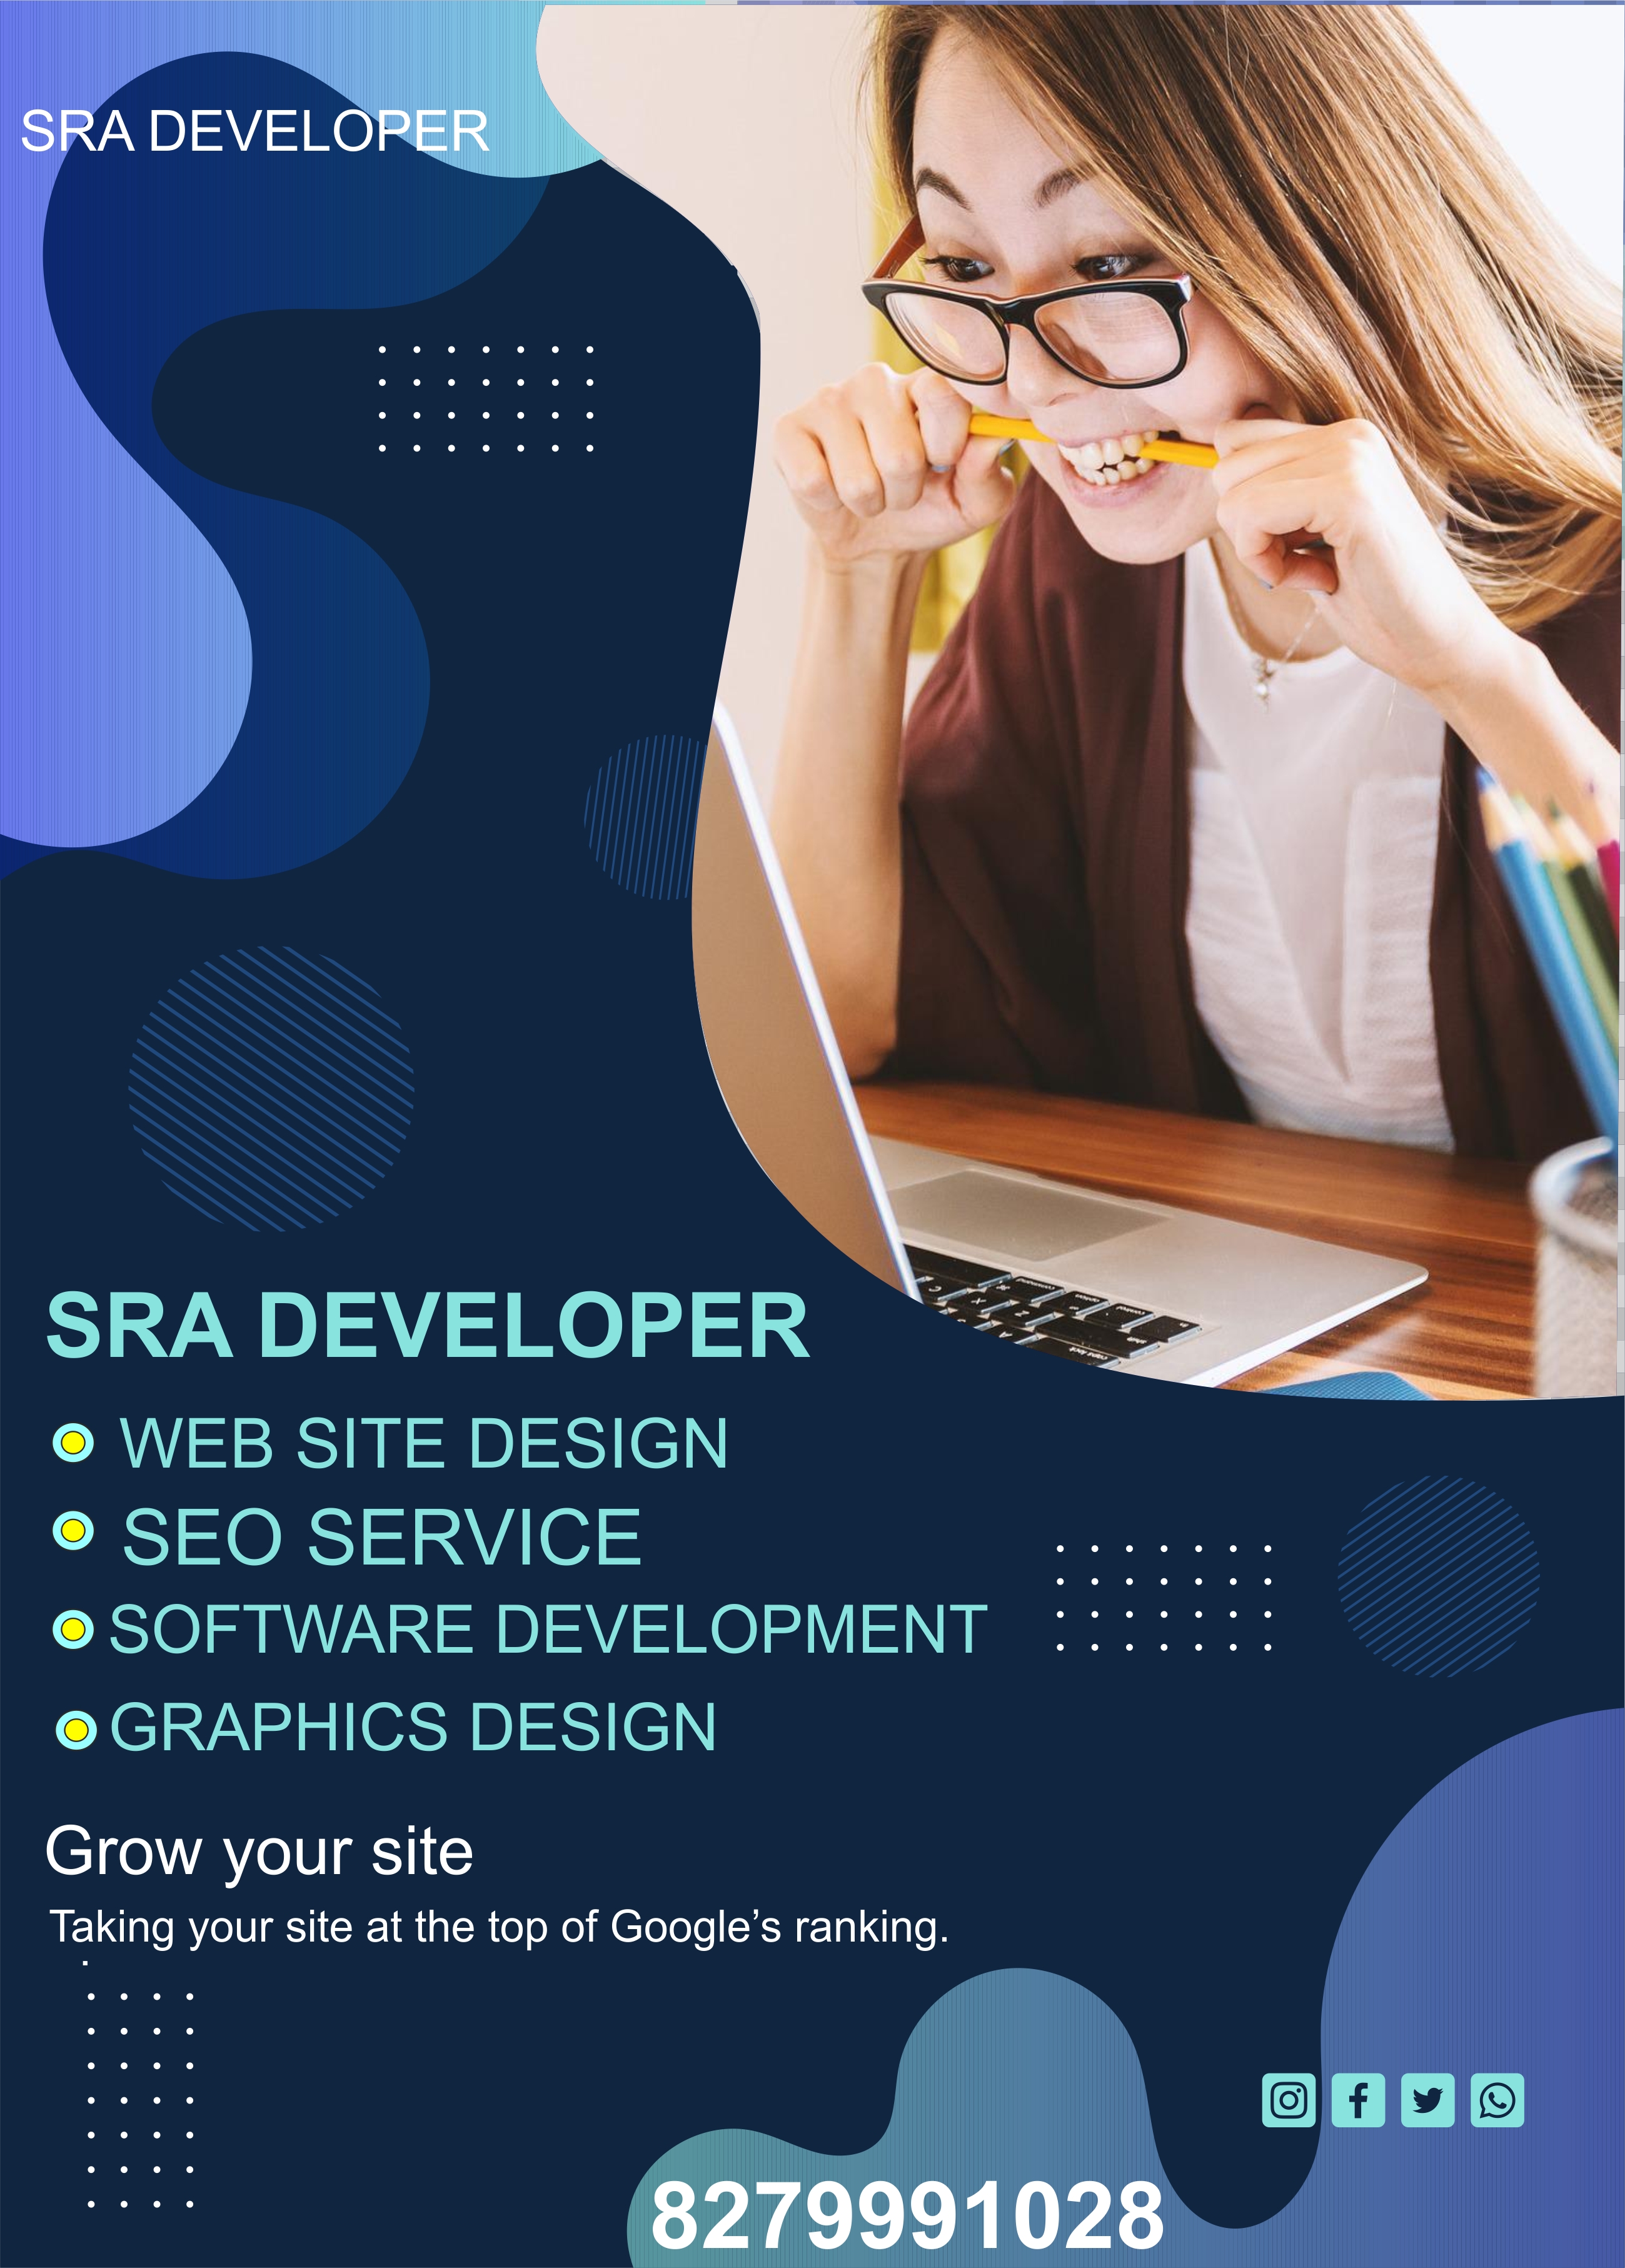 SRA DEVELOPER
SRA DEVELOPER
WEB SITE DESIGN
SEO SERVICE
SOFTWARE DEVELOPMENT
GRAPHICS DESIGN
Grow your site
Taking your site at the top of Google’s ranking.
8279991028